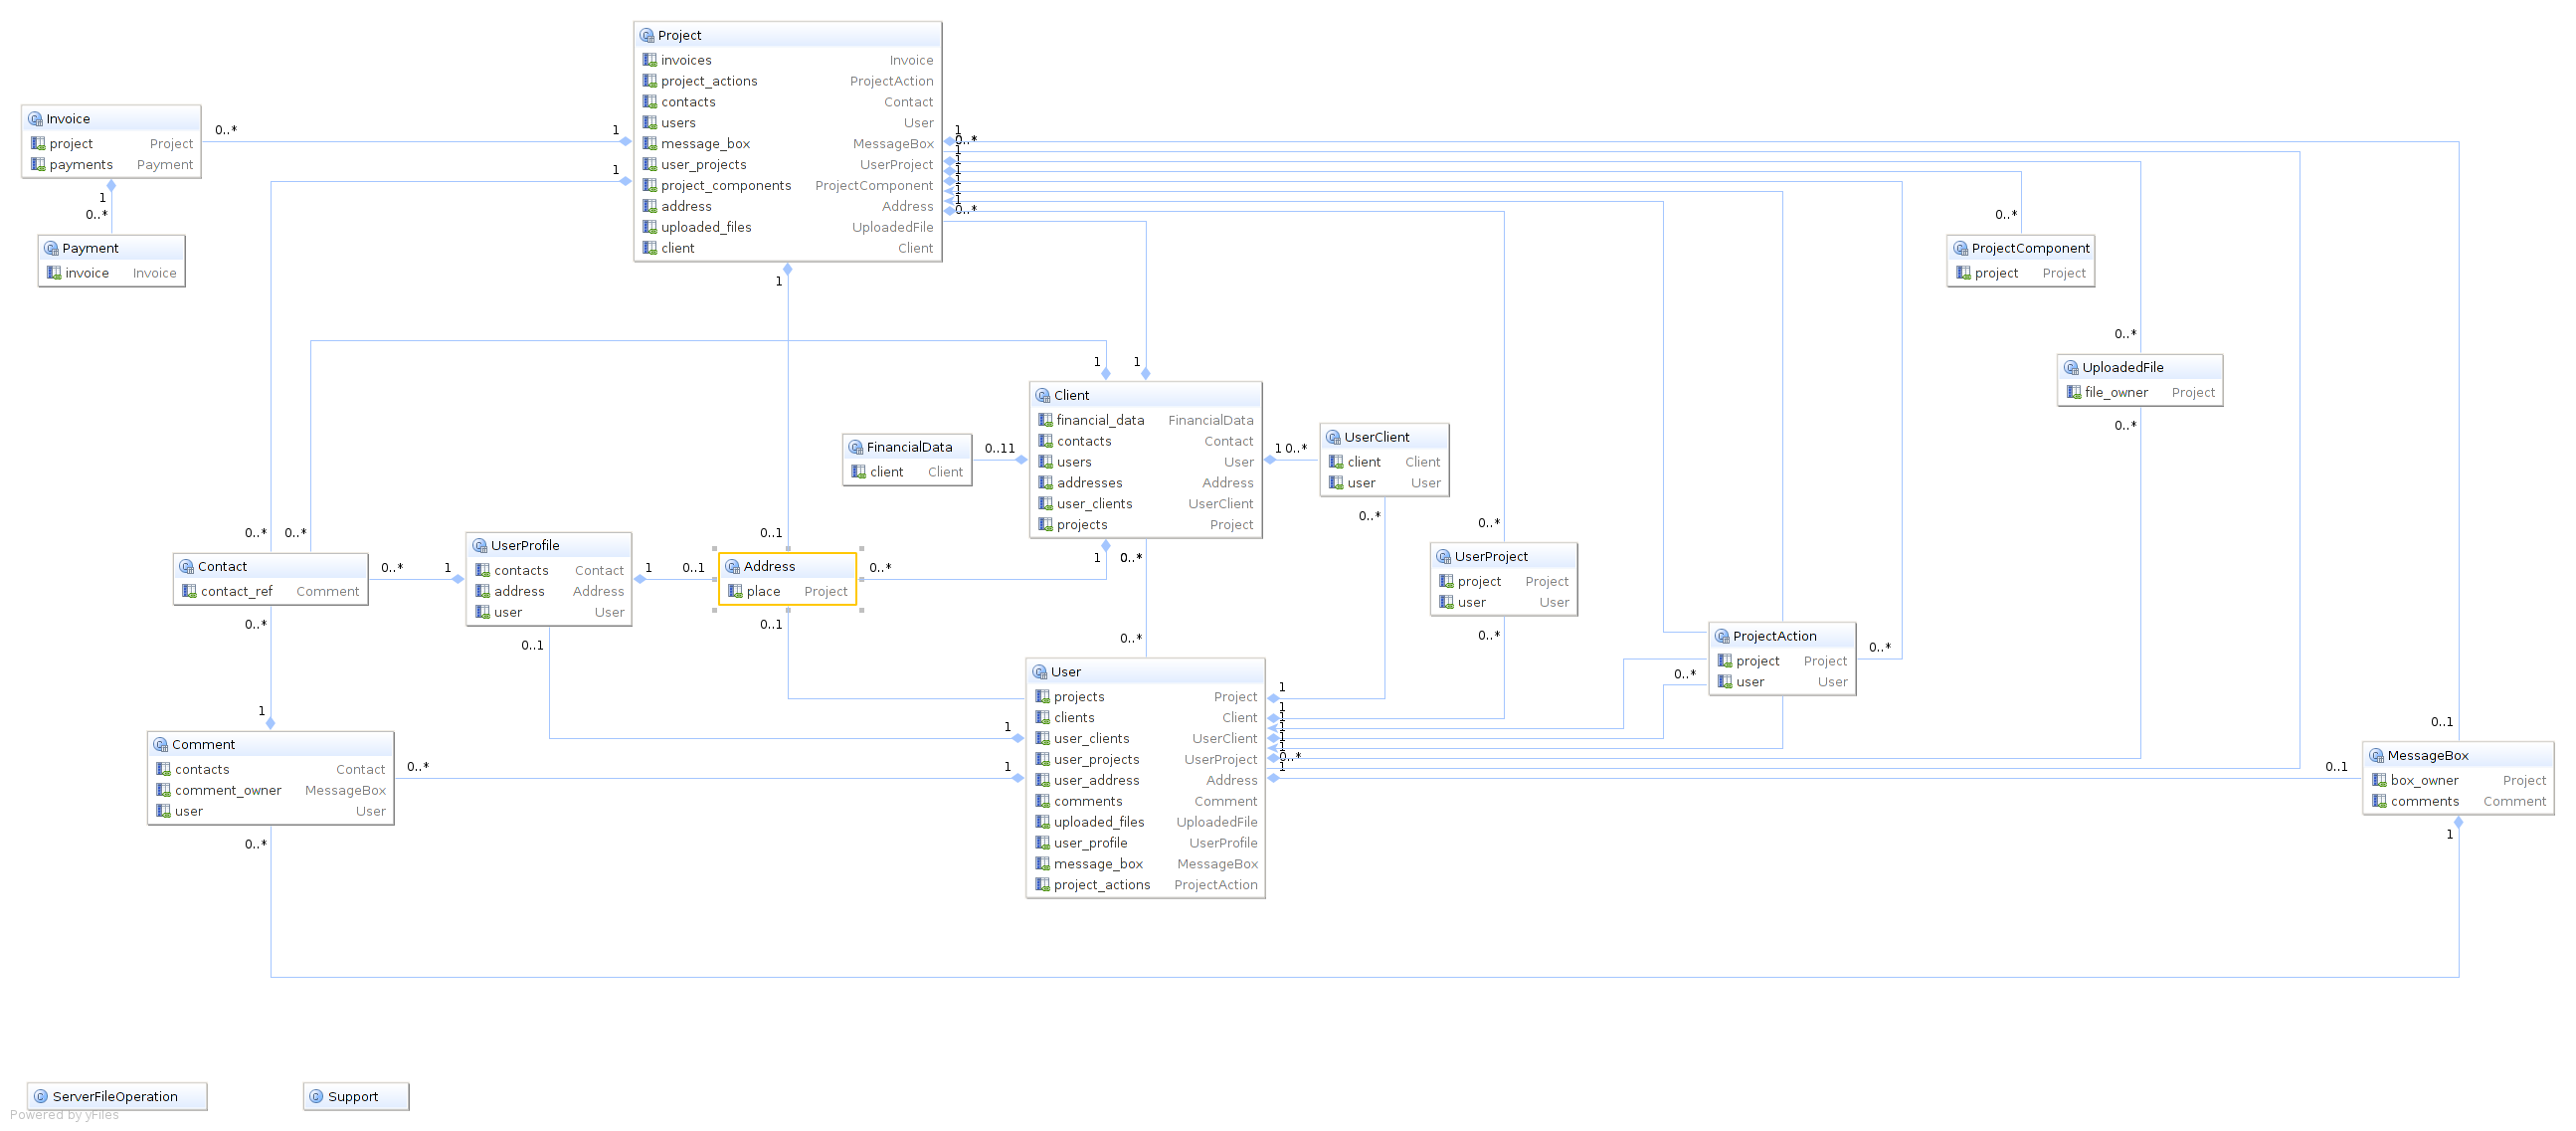 Project
invoices Invoice
project_actions ProjectAction
contacts Contact
users User
message_box MessageBox
user_projects UserProject
project_components ProjectComponent
address Address
uploaded_files UploadedFile
client Client
Invoice
project Project
payments Payment
0..*
1
1
1
0..*
Payment
invoice Invoice
1
0..*
1
1
1
1
1
1
0..*
1
0..*
ProjectComponent
project Project
0..*
UploadedFile
file_owner Project
0..*
1
1
Client
financial_data FinancialData
contacts Contact
users User
addresses Address
user_clients UserClient
projects Project
FinancialData
client Client
0..11
1 0..*
UserClient
client Client
user User
0..*
0..*
UserProject
project Project
user User
0..*
0..*
0..*
Contact
contact_ref Comment
0..*
1
0..*
UserProfile
contacts Contact
address Address
user User
1
0..1
0..1
0..1
Address
place Project
0..1
0..*
1
0..*
0..*
ProjectAction
project Project
user User
0..*
0..*
User
projects Project
clients Client
user_clients UserClient
user_projects UserProject
user_address Address
comments Comment
uploaded_files UploadedFile
user_profile UserProfile
message_box MessageBox
project_actions ProjectAction
1
1
1
1
1
1
0..*
1
1
1
Comment
contacts Contact
comment_owner MessageBox
user User
0..*
0..*
0..1
0..1
MessageBox
box_owner Project
comments Comment
1
ServerFileOperation
Support
Powered by yFiles